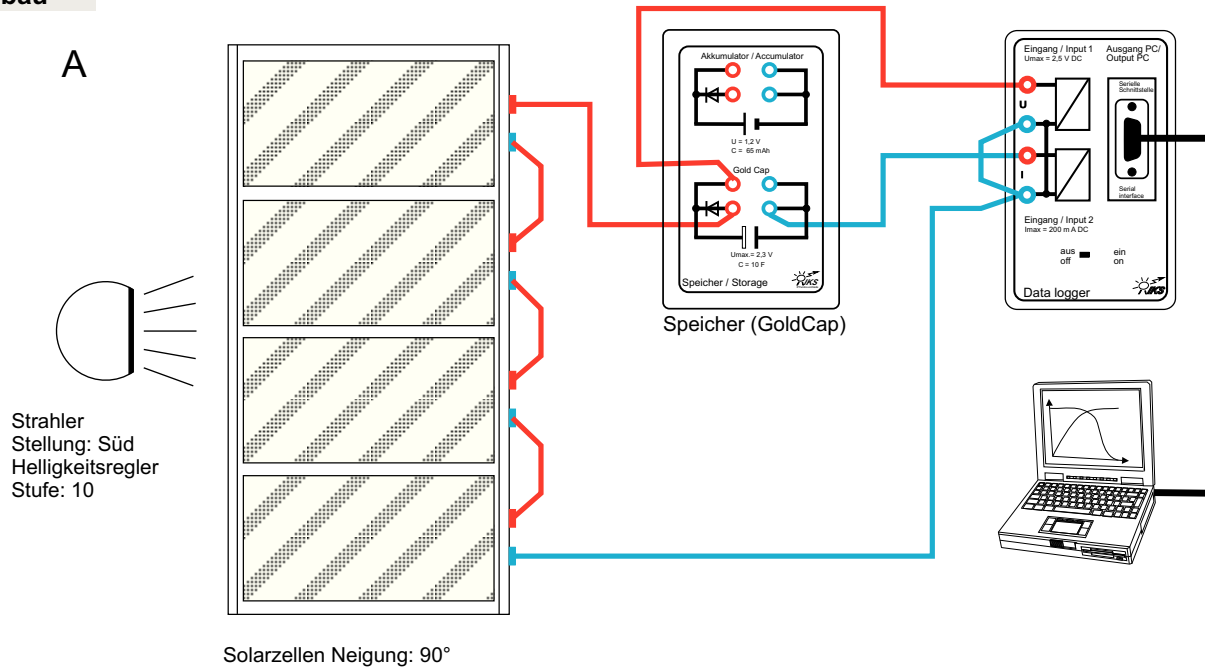 bau
A
Strahler
Stellung: Süd
Helligkeitsregler
Stufe: 10
Solarzellen Neigung: 90°
Akkumulator / Accumulator
U = 1,2 V
C = 65 mAh
Gold Cap
Umax.= 2,3 V
C = 10 F
Speicher / Storage
IKS
Speicher (GoldCap)
Eingang / Input 1
Umax = 2,5 V DC
Ausgang PC/
Output PC
Serielle
Schnittstelle
U
I
Serial
interface
Eingang / Input 2
Imax = 200 m A DC
aus
off
ein
on
Data logger
IKS